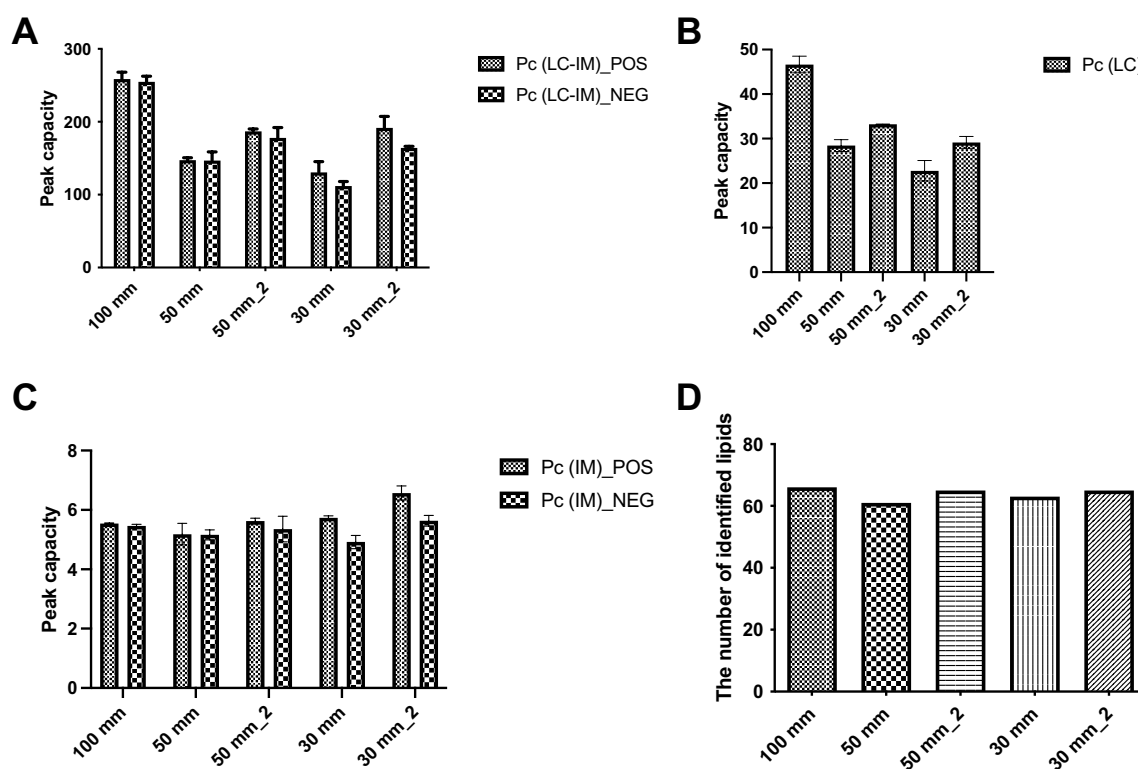 A
Peak capacity
300
200
100
0
100 mm
50 mm
50 mm_2
30 mm
30 mm_2
Pc (LC-IM)_POS
Pc (LC-IM)_NEG
B
Peak capacity
50
40
30
20
10
0
100 mm
50 mm
50 mm_2
30 mm
30 mm_2
Pc (LC)
C
Peak capacity
8
6
4
2
0
100 mm
50 mm
50 mm_2
30 mm
30 mm_2
Pc (IM)_POS
Pc (IM)_NEG
D
The number of identified lipids
80
60
40
20
0
100 mm
50 mm
50 mm_2
30 mm
30 mm_2